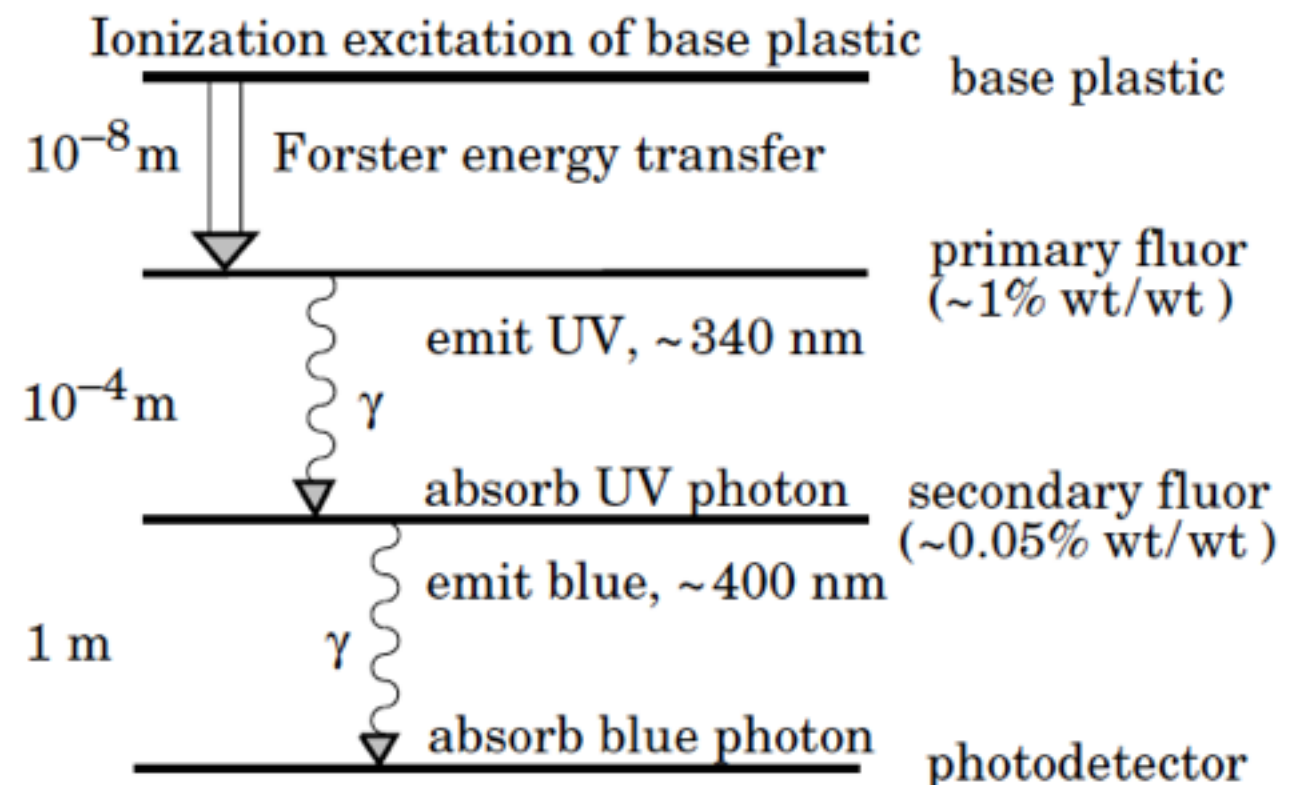 Ionization excitation of base plastic
base plastic
10⁻⁸ m
Forster energy transfer
primary fluor
(~1% wt/wt )
emit UV, ~340 nm
10⁻⁴ m
γ
absorb UV photon
secondary fluor
(~0.05% wt/wt )
emit blue, ~400 nm
1 m
γ
absorb blue photon
photodetector